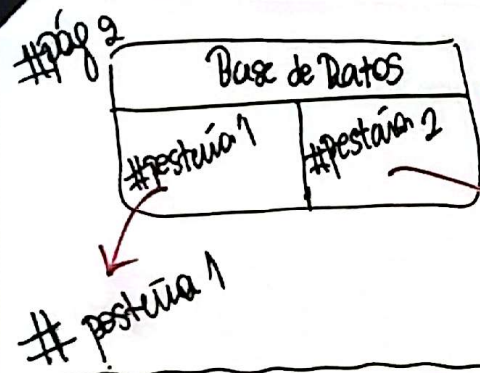 #pág 2
Base de Datos
#pestaña 1 #pestaña 2
# pestaña 1